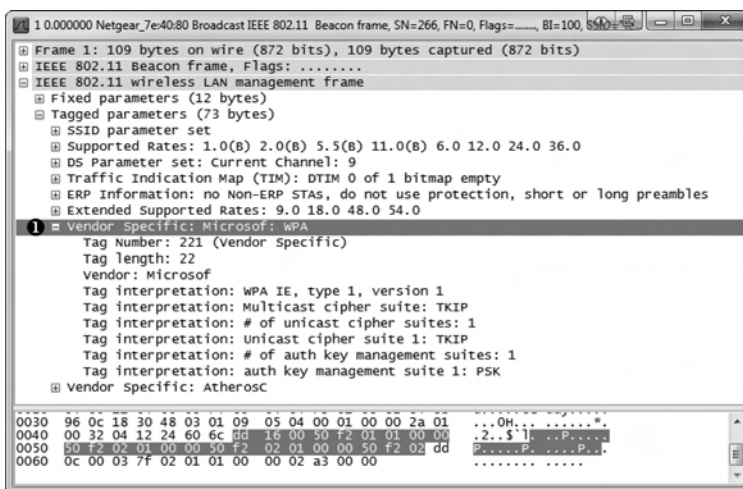 1 0.000000 Netgear_7e:40:80 Broadcast IEEE 802.11 Beacon frame, SN=266, FN=0, Flags=........, BI=100,
Frame 1: 109 bytes on wire (872 bits), 109 bytes captured (872 bits)
IEEE 802.11 Beacon frame, Flags: ........
IEEE 802.11 wireless LAN management frame
Fixed parameters (12 bytes)
Tagged parameters (73 bytes)
SSID parameter set
Supported Rates: 1.0(B) 2.0(B) 5.5(B) 11.0(B) 6.0 12.0 24.0 36.0
DS Parameter set: Current Channel: 9
Traffic Indication Map (TIM): DTIM 0 of 1 bitmap empty
ERP Information: no Non-ERP STAs, do not use protection, short or long preambles
Extended Supported Rates: 9.0 18.0 48.0 54.0
1 Vendor Specific: Microsof: WPA
Tag Number: 221 (Vendor Specific)
Tag length: 22
Vendor: Microsof
Tag interpretation: WPA IE, type 1, version 1
Tag interpretation: Multicast cipher suite: TKIP
Tag interpretation: # of unicast cipher suites: 1
Tag interpretation: Unicast cipher suite 1: TKIP
Tag interpretation: # of auth key management suites: 1
Tag interpretation: auth key management suite 1: PSK
Vendor Specific: AtherosC
0030 96 0c 18 30 48 03 01 09 05 04 00 01 00 00 2a 01 ...0H... ......*.
0040 00 32 04 12 24 60 6c dd 16 00 50 f2 01 01 00 00 .2..$`l. ..P.....
0050 50 f2 02 01 00 00 50 f2 02 01 00 00 50 f2 02 dd P.....P. ....P...
0060 0c 00 03 7f 02 01 01 00 00 02 a3 00 00 ........ .....